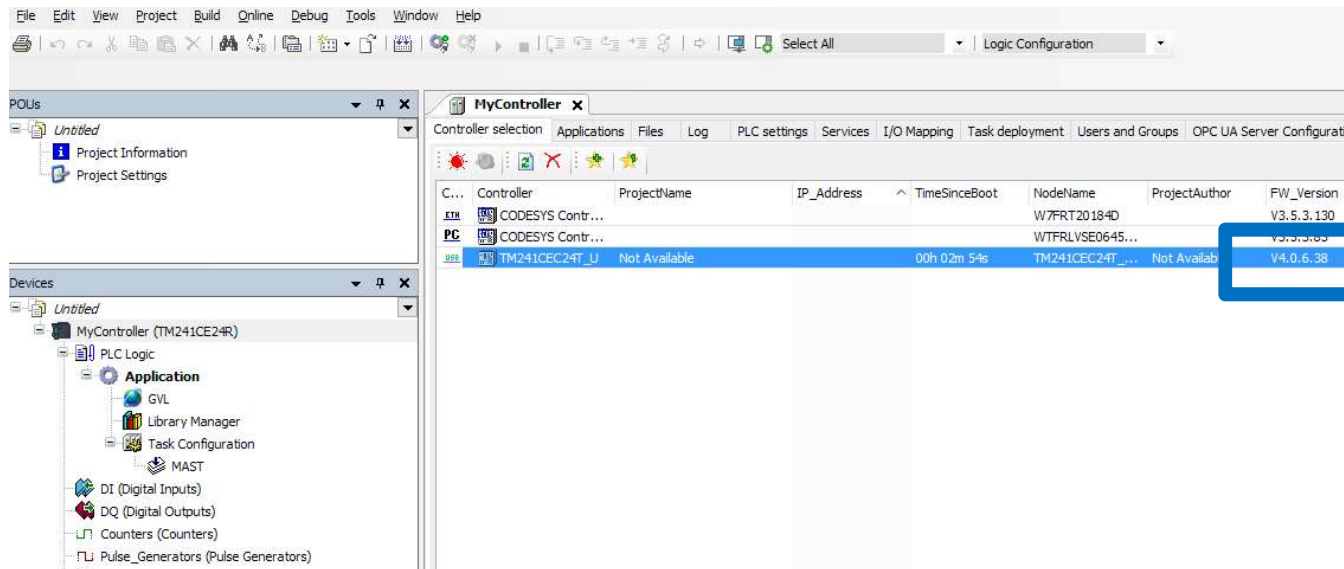 File Edit View Project Build Online Debug Tools Window Help
Select All Logic Configuration
POUs
Untitled
Project Information
Project Settings
Devices
Untitled
MyController (TM241CE24R)
PLC Logic
Application
GVL
Library Manager
Task Configuration
MAST
DI (Digital Inputs)
DQ (Digital Outputs)
Counters (Counters)
Pulse_Generators (Pulse Generators)
MyController
Controller selection Applications Files Log PLC settings Services I/O Mapping Task deployment Users and Groups OPC UA Server Configurati
C... Controller ProjectName IP_Address TimeSinceBoot NodeName ProjectAuthor FW_Version
ETH CODESYS Contr... W7FRT20184D V3.5.3.130
PC CODESYS Contr... WTFRLVSE0645...
USB TM241CEC24T_U Not Available 00h 02m 54s TM241CEC24T_... Not Availab V4.0.6.38